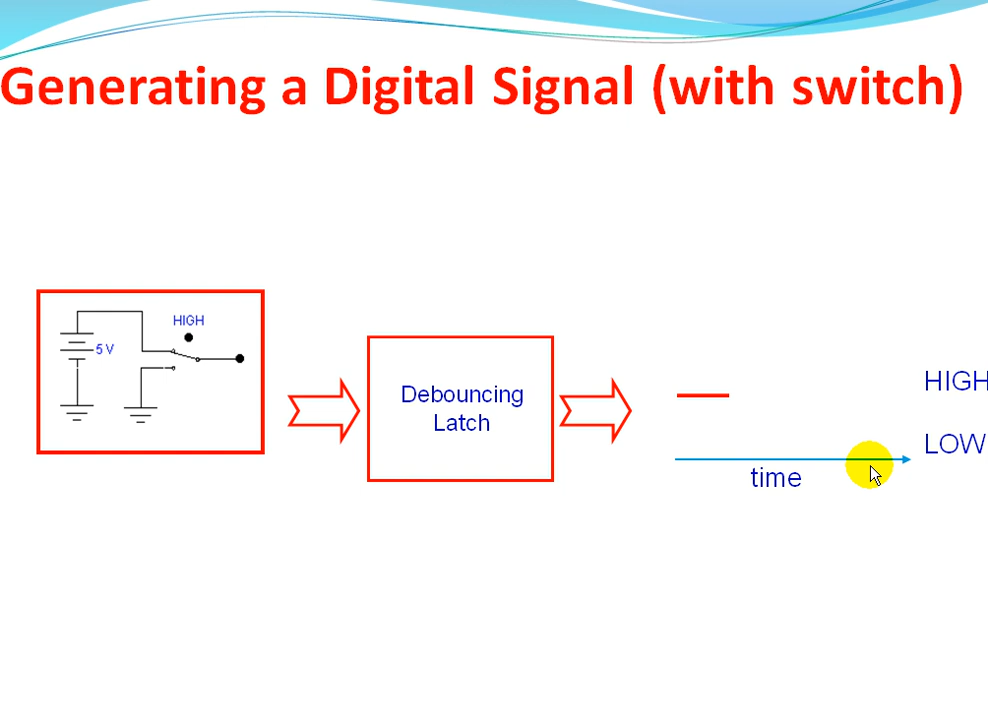 Generating a Digital Signal (with switch)
HIGH
5 V
Debouncing
Latch
HIGH
LOW
time